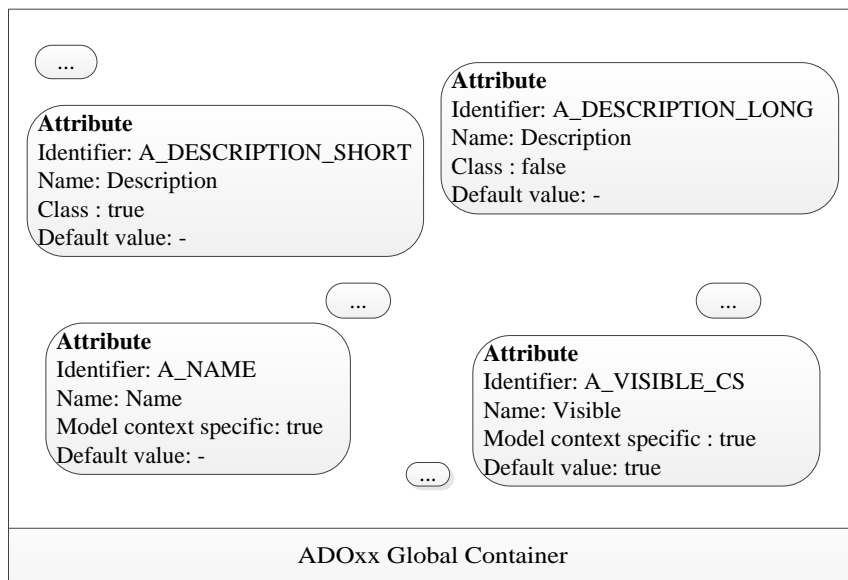 ...
Attribute
Identifier: A_DESCRIPTION_SHORT
Name: Description
Class : true
Default value: -
Attribute
Identifier: A_DESCRIPTION_LONG
Name: Description
Class : false
Default value: -
...
...
Attribute
Identifier: A_NAME
Name: Name
Model context specific: true
Default value: -
Attribute
Identifier: A_VISIBLE_CS
Name: Visible
Model context specific : true
Default value: true
...
ADOxx Global Container